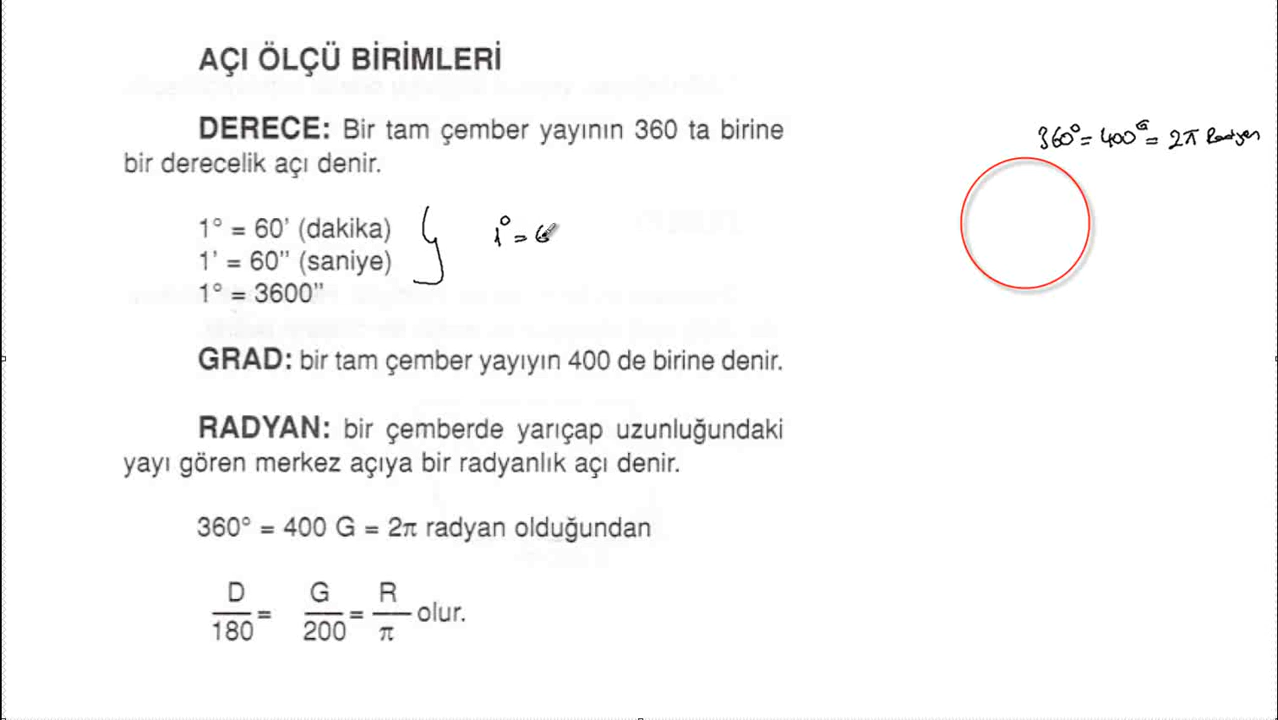 AÇI ÖLÇÜ BİRİMLERİ
360° = 400ᴳ = 2π Radyan
DERECE: Bir tam çember yayının 360 ta birine
bir derecelik açı denir.
1° = 60' (dakika)
1' = 60" (saniye)
1° = 3600"
1° = 6
GRAD: bir tam çember yayıyın 400 de birine denir.
RADYAN: bir çemberde yarıçap uzunluğundaki
yayı gören merkez açıya bir radyanlık açı denir.
360° = 400 G = 2π radyan olduğundan
D/180 = G/200 = R/π olur.